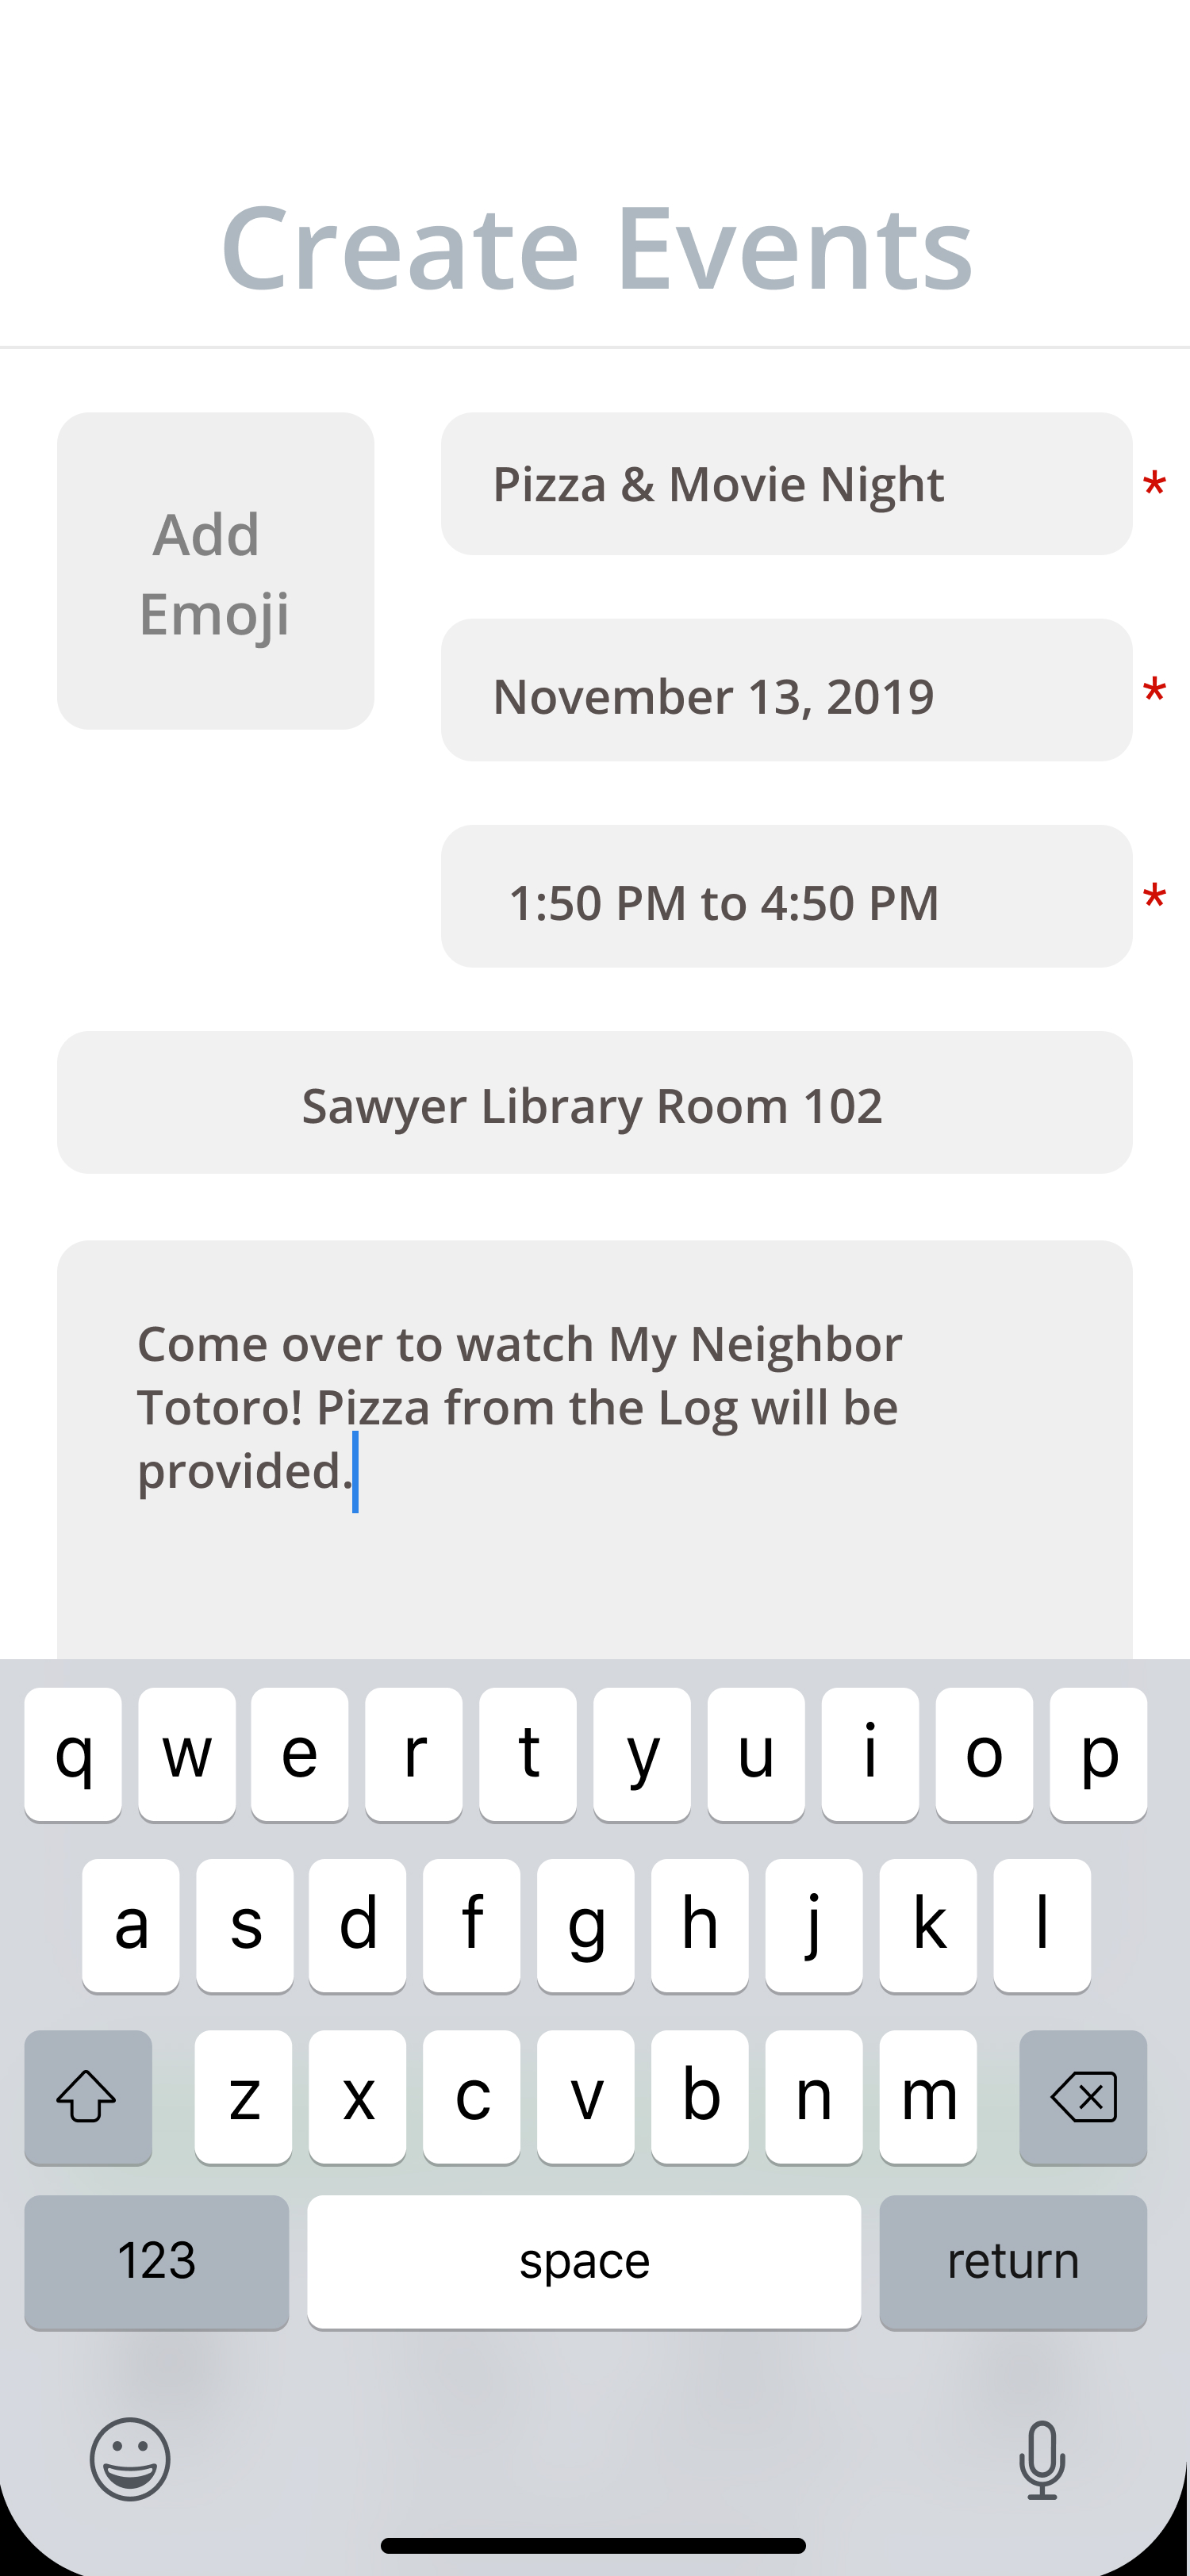 Create Events
Add
Emoji
Pizza & Movie Night
*
November 13, 2019
*
1:50 PM to 4:50 PM
*
Sawyer Library Room 102
Come over to watch My Neighbor
Totoro! Pizza from the Log will be
provided.
q w e r t y u i o p
a s d f g h j k l
z x c v b n m
123 space return